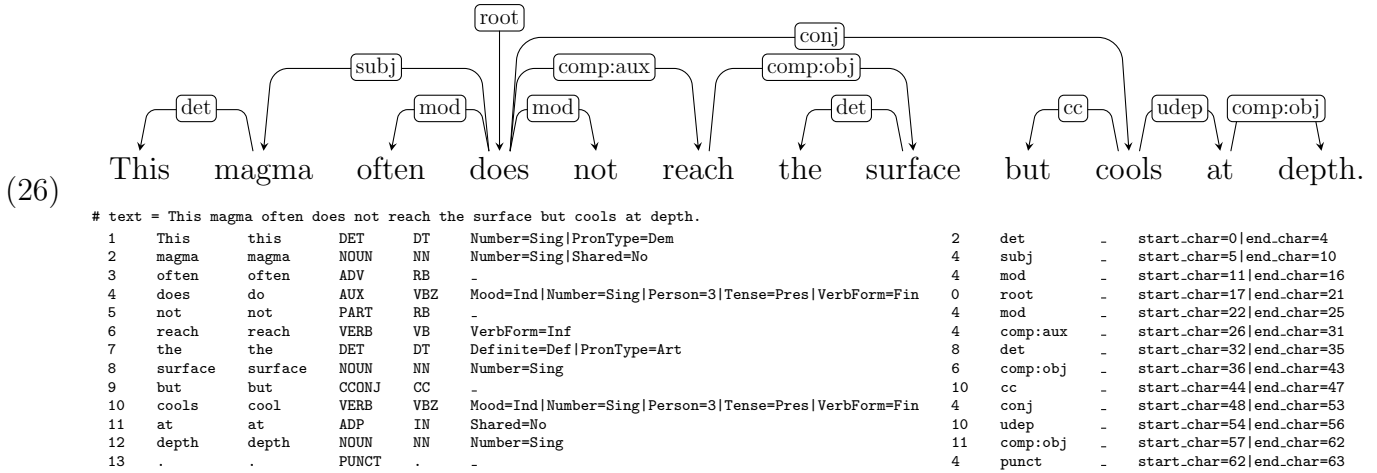 root
conj
subj comp:aux comp:obj
det mod mod det cc udep comp:obj
This magma often does not reach the surface but cools at depth.
(26)
# text = This magma often does not reach the surface but cools at depth.
1 This this DET DT Number=Sing|PronType=Dem 2 det _ start_char=0|end_char=4
2 magma magma NOUN NN Number=Sing|Shared=No 4 subj _ start_char=5|end_char=10
3 often often ADV RB _ 4 mod _ start_char=11|end_char=16
4 does do AUX VBZ Mood=Ind|Number=Sing|Person=3|Tense=Pres|VerbForm=Fin 0 root _ start_char=17|end_char=21
5 not not PART RB _ 4 mod _ start_char=22|end_char=25
6 reach reach VERB VB VerbForm=Inf 4 comp:aux _ start_char=26|end_char=31
7 the the DET DT Definite=Def|PronType=Art 8 det _ start_char=32|end_char=35
8 surface surface NOUN NN Number=Sing 6 comp:obj _ start_char=36|end_char=43
9 but but CCONJ CC _ 10 cc _ start_char=44|end_char=47
10 cools cool VERB VBZ Mood=Ind|Number=Sing|Person=3|Tense=Pres|VerbForm=Fin 4 conj _ start_char=48|end_char=53
11 at at ADP IN Shared=No 10 udep _ start_char=54|end_char=56
12 depth depth NOUN NN Number=Sing 11 comp:obj _ start_char=57|end_char=62
13 . . PUNCT . _ 4 punct _ start_char=62|end_char=63